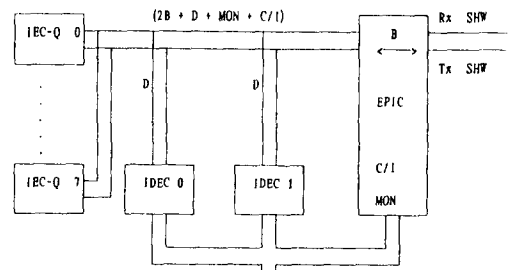 (2B + D + MON + C/I)
Rx SHW
IEC-Q 0
B
Tx SHW
D
D
EPIC
IEC-Q 7
IDEC 0
IDEC 1
C/I
MON